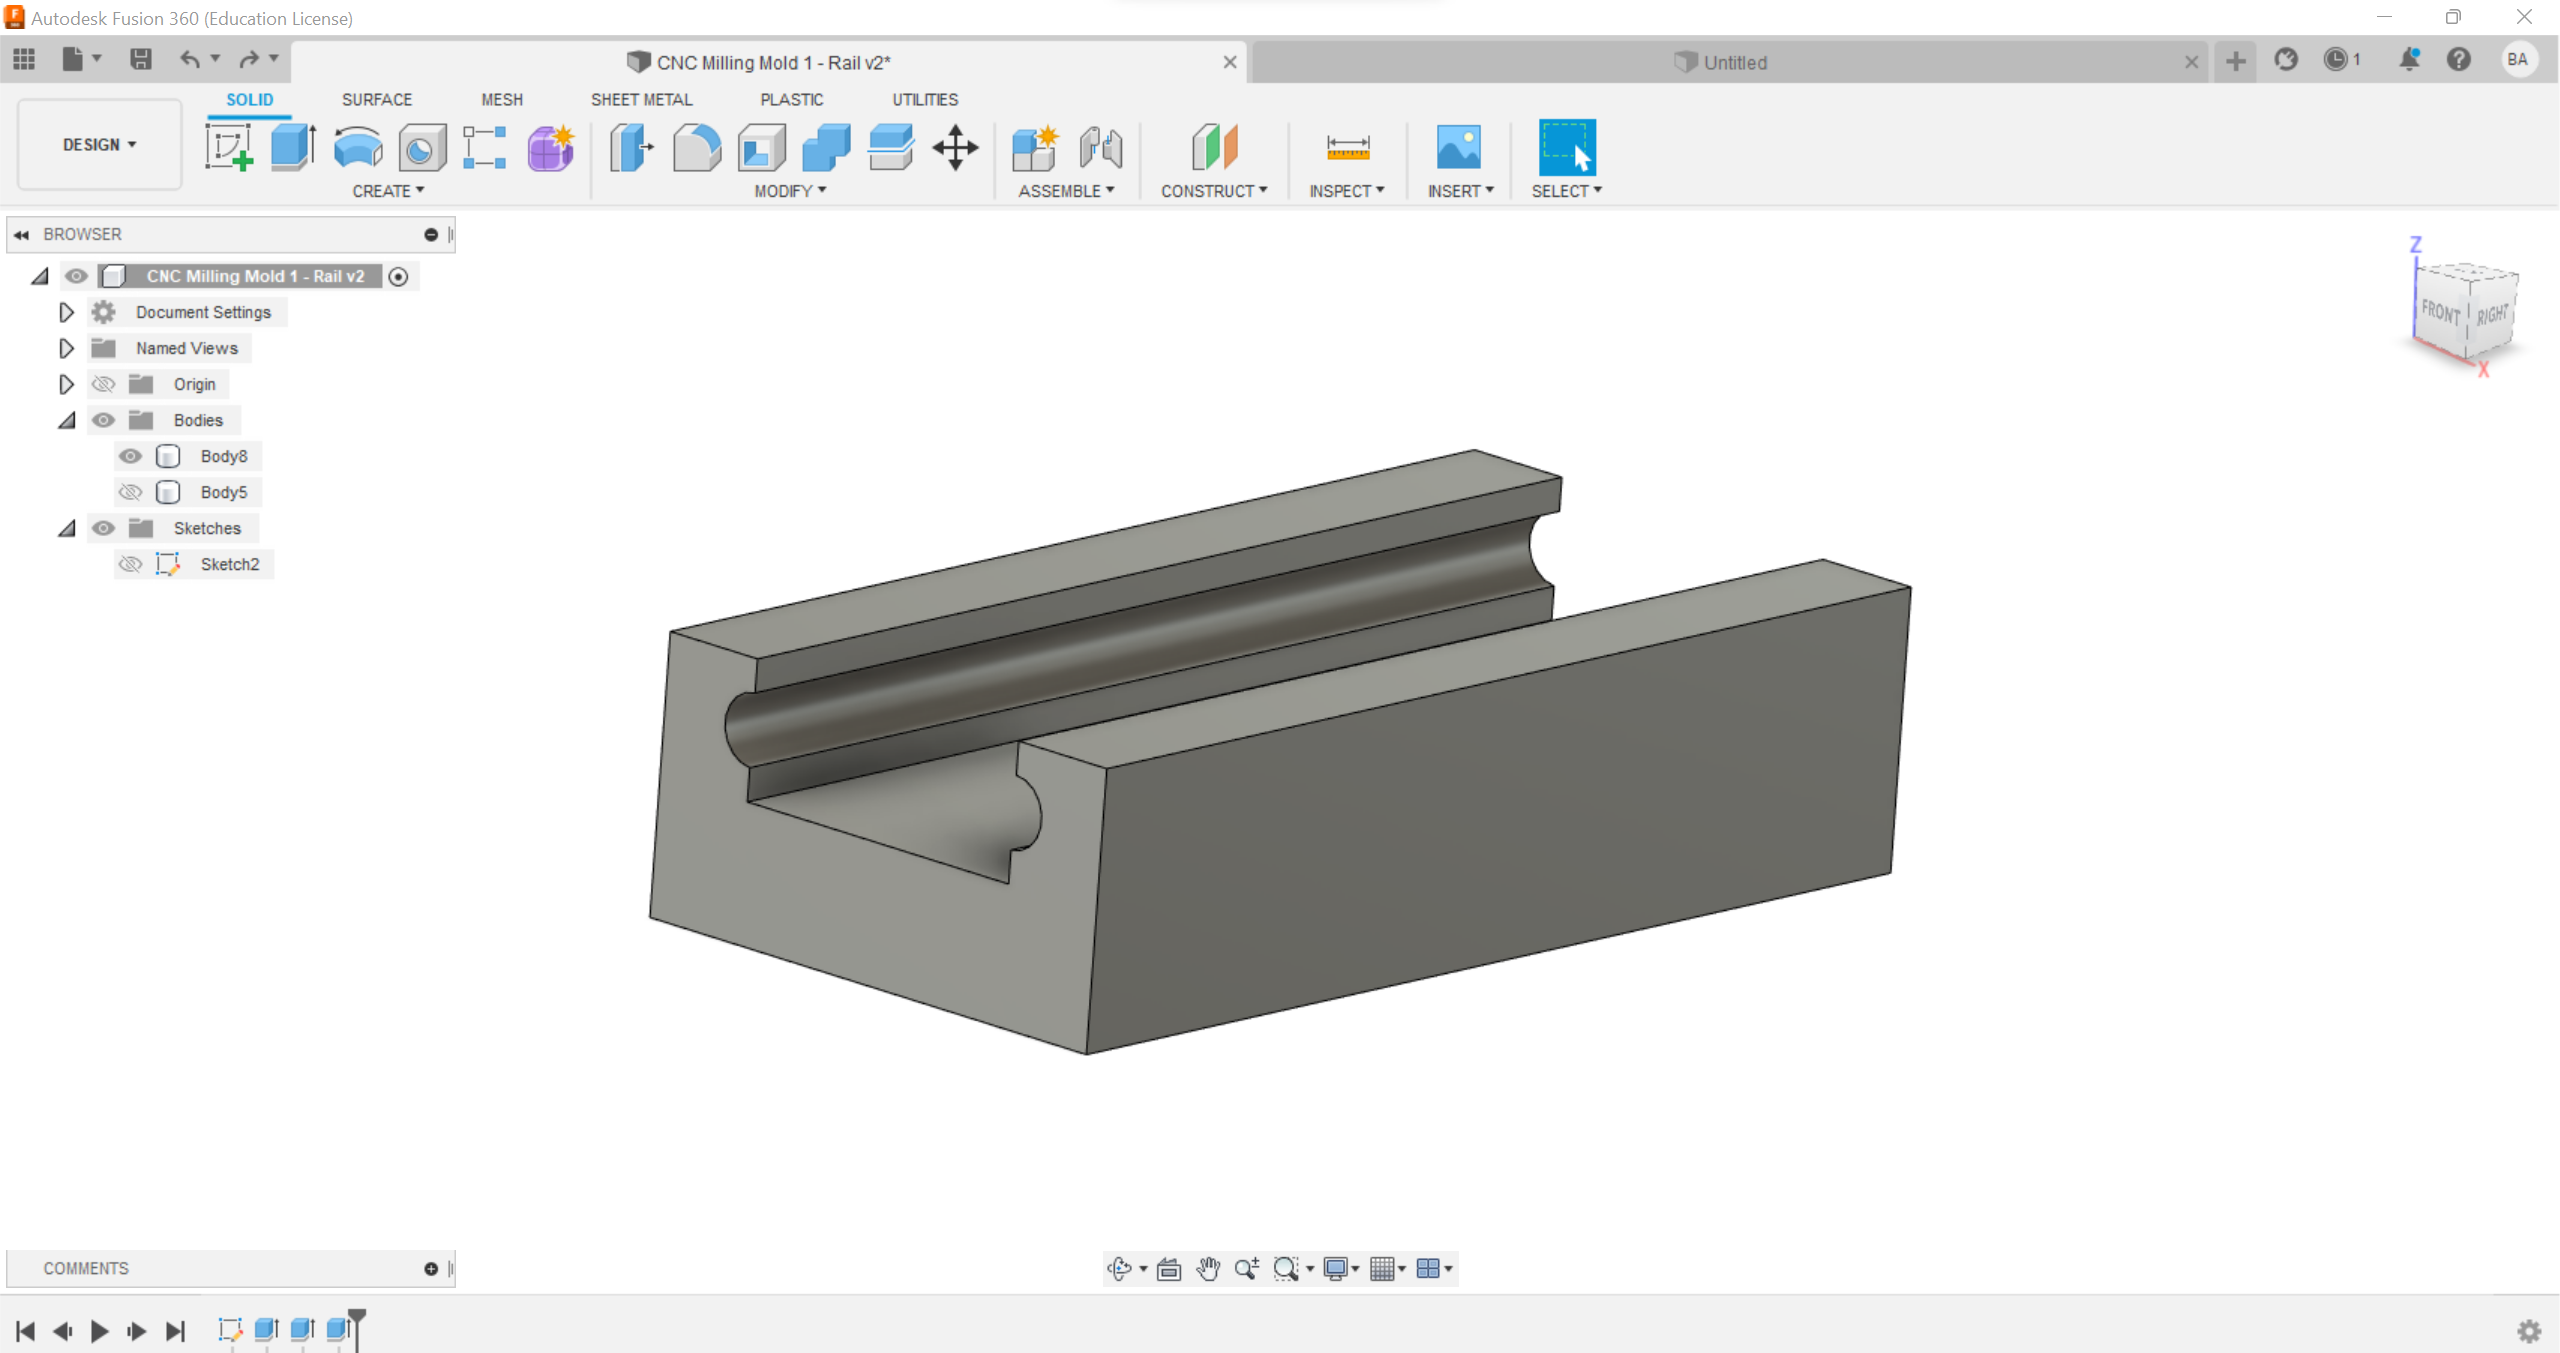 Autodesk Fusion 360 (Education License)
CNC Milling Mold 1 - Rail v2*
Untitled
1
BA
DESIGN
SOLID
SURFACE
MESH
SHEET METAL
PLASTIC
UTILITIES
CREATE
MODIFY
ASSEMBLE
CONSTRUCT
INSPECT
INSERT
SELECT
BROWSER
CNC Milling Mold 1 - Rail v2
Document Settings
Named Views
Origin
Bodies
Body8
Body5
Sketches
Sketch2
Z
FRONT
RIGHT
X
COMMENTS